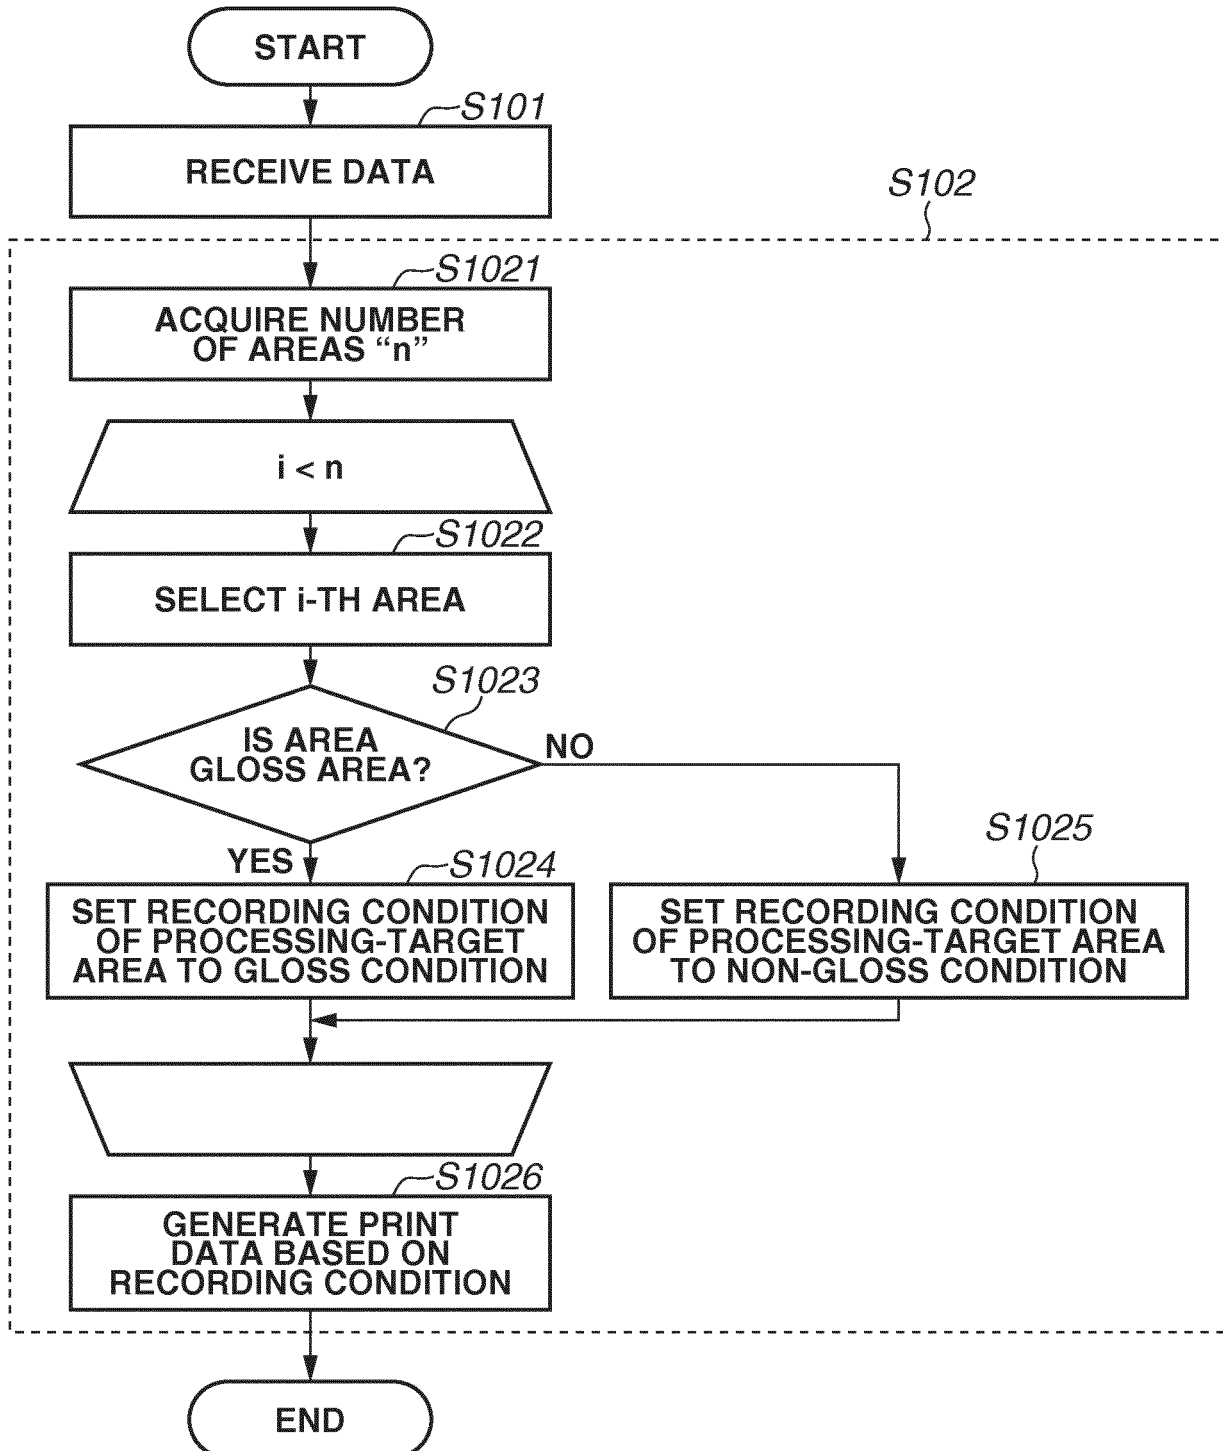 START
S101
RECEIVE DATA
S102
S1021
ACQUIRE NUMBER
OF AREAS “n”
i < n
S1022
SELECT i-TH AREA
S1023
IS AREA
GLOSS AREA?
NO
YES
S1024
SET RECORDING CONDITION
OF PROCESSING-TARGET
AREA TO GLOSS CONDITION
S1025
SET RECORDING CONDITION
OF PROCESSING-TARGET AREA
TO NON-GLOSS CONDITION
S1026
GENERATE PRINT
DATA BASED ON
RECORDING CONDITION
END